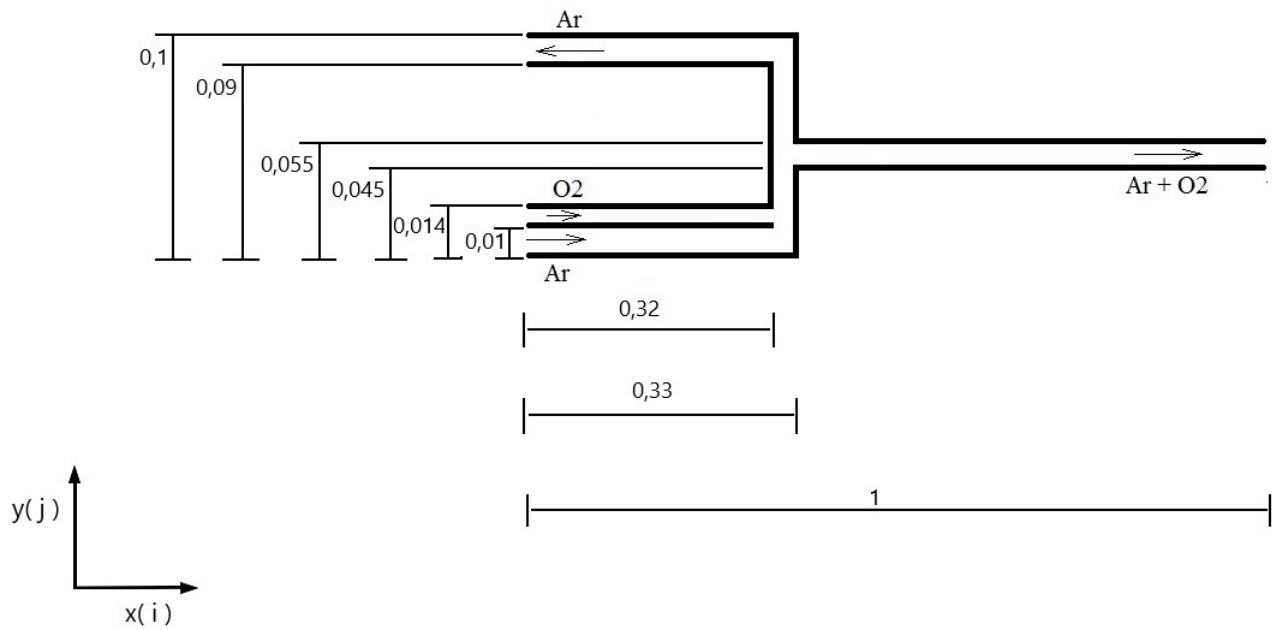 Ar
0,1
0,09
0,055
0,045
O2
Ar + O2
0,014
0,01
Ar
0,32
0,33
1
y( j )
x( i )